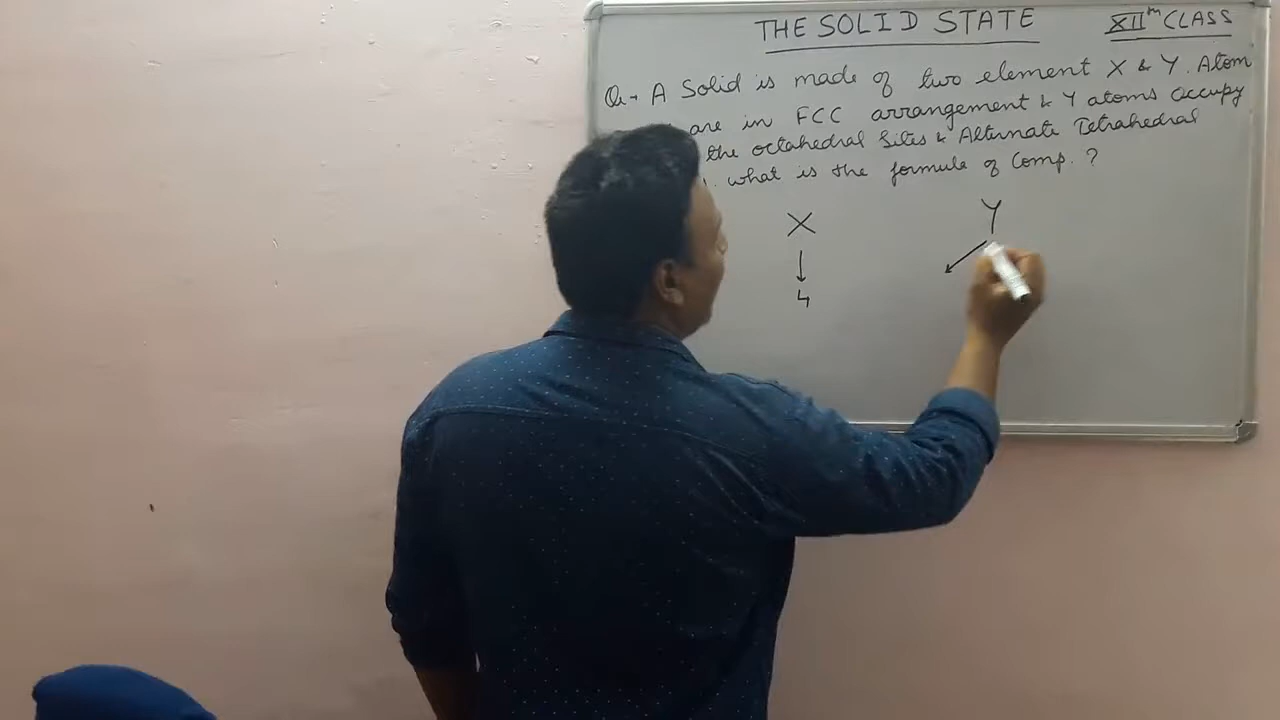 THE SOLID STATE XIIth CLASS
Q.→ A Solid is made of two element X & Y. Atom
are in FCC arrangement & Y atoms occupy
the octahedral Sites & Alternate Tetrahedral
what is the formule of Comp. ?
X Y
4